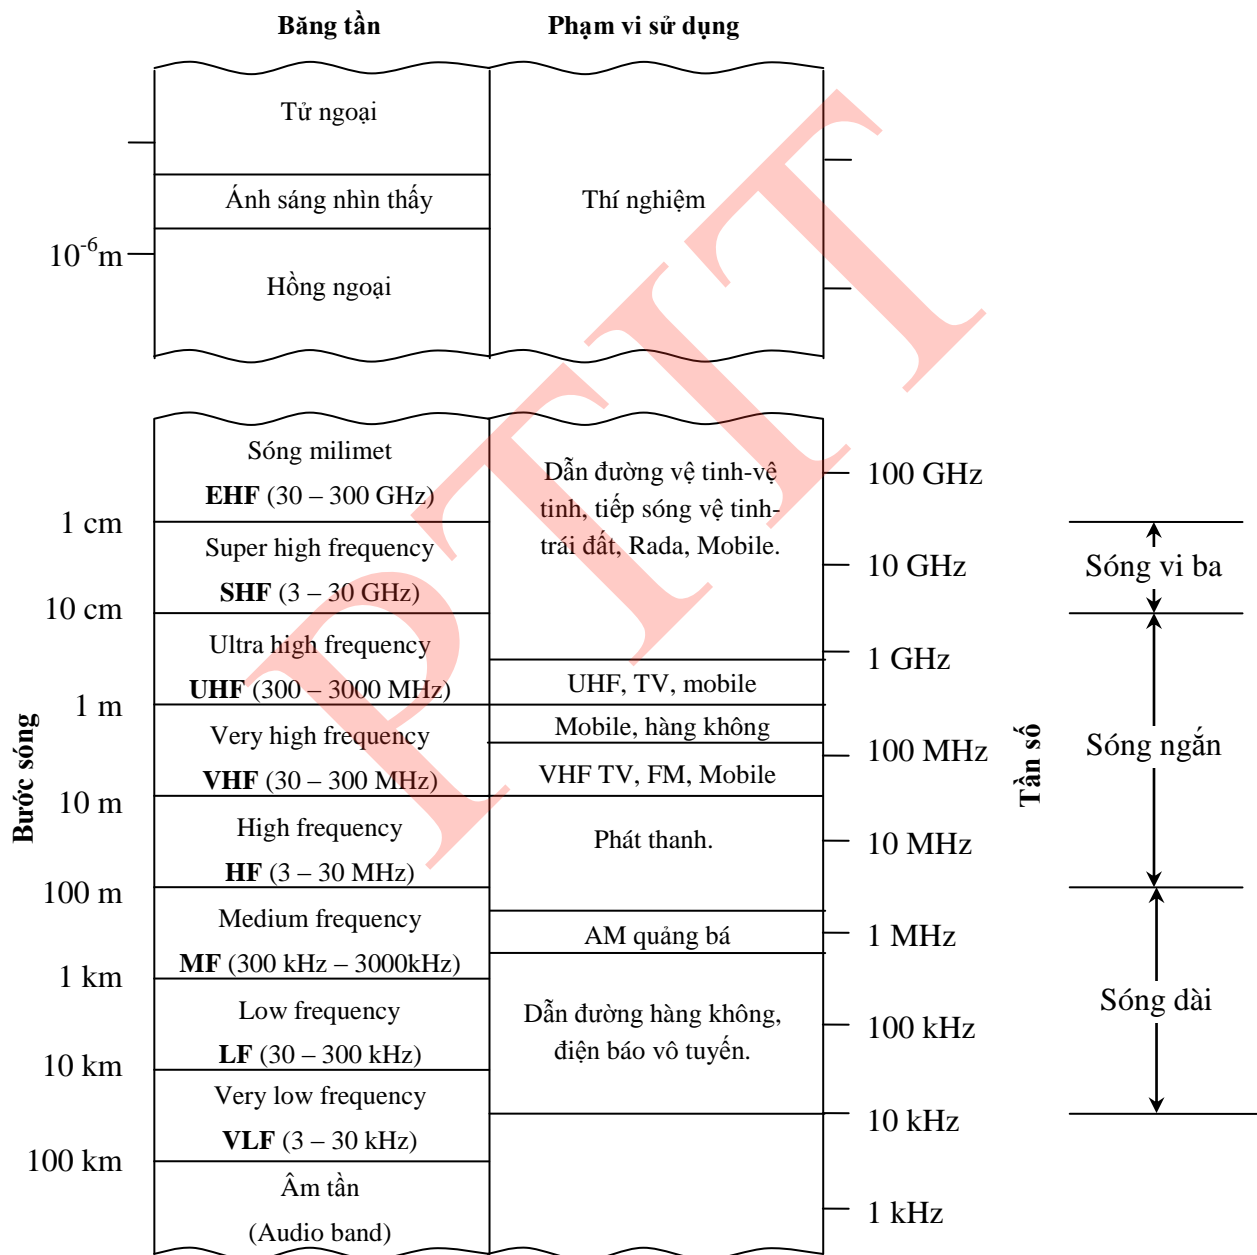 Băng tần
Phạm vi sử dụng
Tử ngoại
Ánh sáng nhìn thấy
Thí nghiệm
10-6m
Hồng ngoại
Sóng milimet
EHF (30 – 300 GHz)
Dẫn đường vệ tinh-vệ
tinh, tiếp sóng vệ tinh-
trái đất, Rada, Mobile.
100 GHz
1 cm
Super high frequency
SHF (3 – 30 GHz)
10 GHz
Sóng vi ba
10 cm
Ultra high frequency
UHF (300 – 3000 MHz)
1 GHz
UHF, TV, mobile
1 m
Mobile, hàng không
Very high frequency
VHF (30 – 300 MHz)
100 MHz
VHF TV, FM, Mobile
Bước sóng
Tần số
Sóng ngắn
10 m
High frequency
HF (3 – 30 MHz)
Phát thanh.
10 MHz
100 m
Medium frequency
MF (300 kHz – 3000kHz)
AM quảng bá
1 MHz
1 km
Low frequency
LF (30 – 300 kHz)
Dẫn đường hàng không,
điện báo vô tuyến.
100 kHz
Sóng dài
10 km
Very low frequency
VLF (3 – 30 kHz)
10 kHz
100 km
Âm tần
(Audio band)
1 kHz
PTIT